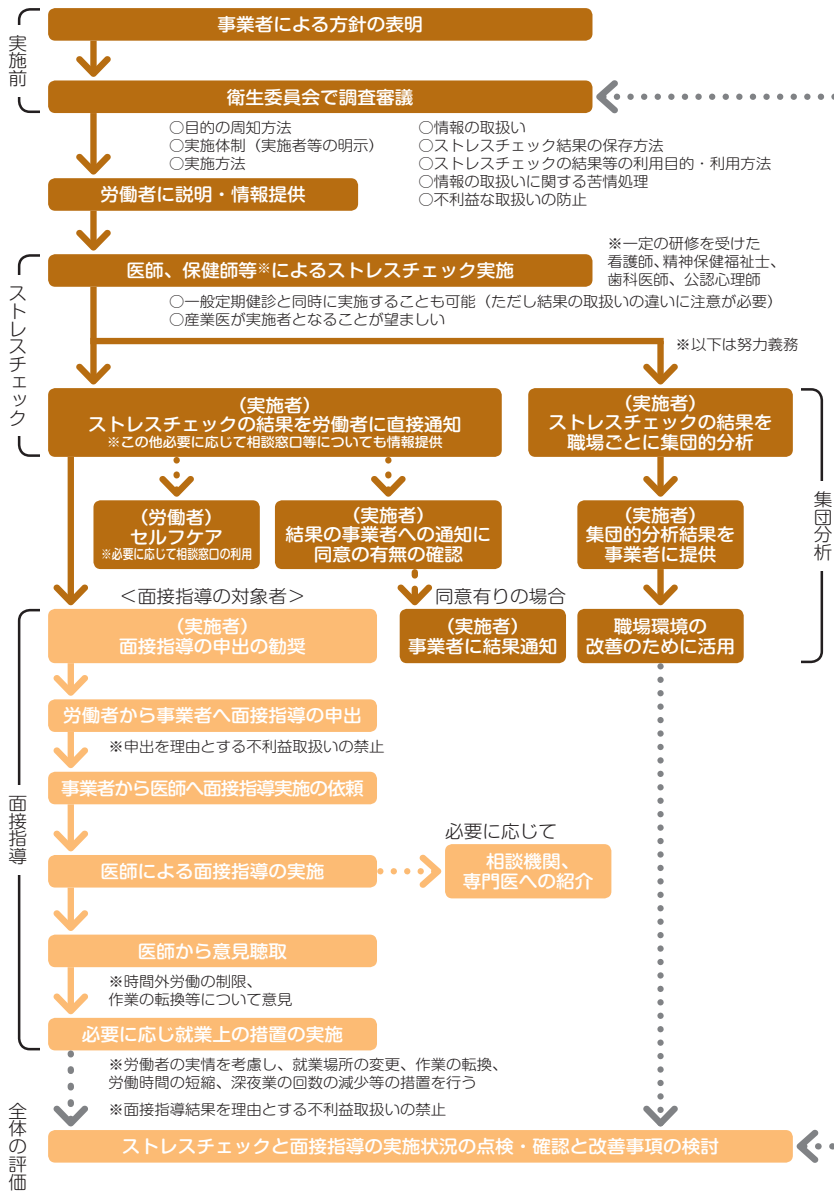 実施前
事業者による方針の表明
衛生委員会で調査審議
○目的の周知方法
○実施体制（実施者等の明示）
○実施方法
○情報の取扱い
○ストレスチェック結果の保存方法
○ストレスチェックの結果等の利用目的・利用方法
○情報の取扱いに関する苦情処理
○不利益な取扱いの防止
労働者に説明・情報提供
ストレスチェック
医師、保健師等※によるストレスチェック実施
※一定の研修を受けた
看護師、精神保健福祉士、
歯科医師、公認心理師
○一般定期健診と同時に実施することも可能（ただし結果の取扱いの違いに注意が必要）
○産業医が実施者となることが望ましい
※以下は努力義務
（実施者）
ストレスチェックの結果を労働者に直接通知
※この他必要に応じて相談窓口等についても情報提供
（実施者）
ストレスチェックの結果を
職場ごとに集団的分析
集団分析
（労働者）
セルフケア
※必要に応じて相談窓口の利用
（実施者）
結果の事業者への通知に
同意の有無の確認
（実施者）
集団的分析結果を
事業者に提供
＜面接指導の対象者＞
同意有りの場合
面接指導
（実施者）
面接指導の申出の勧奨
（実施者）
事業者に結果通知
職場環境の
改善のために活用
労働者から事業者へ面接指導の申出
※申出を理由とする不利益取扱いの禁止
事業者から医師へ面接指導実施の依頼
必要に応じて
医師による面接指導の実施
相談機関、
専門医への紹介
医師から意見聴取
※時間外労働の制限、
作業の転換等について意見
必要に応じ就業上の措置の実施
※労働者の実情を考慮し、就業場所の変更、作業の転換、
労働時間の短縮、深夜業の回数の減少等の措置を行う
※面接指導結果を理由とする不利益取扱いの禁止
全体の評価
ストレスチェックと面接指導の実施状況の点検・確認と改善事項の検討